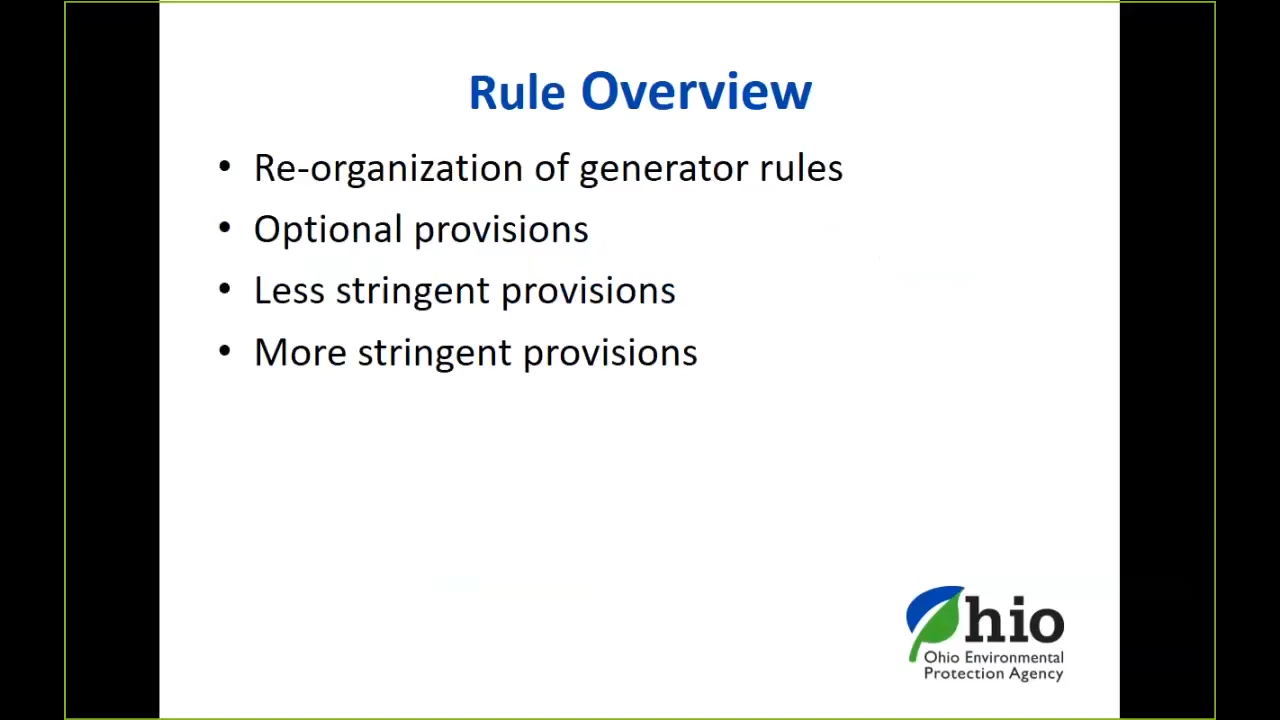 Rule Overview
• Re-organization of generator rules
• Optional provisions
• Less stringent provisions
• More stringent provisions
Ohio
Ohio Environmental
Protection Agency